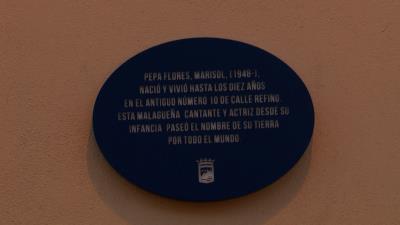 PEPA FLORES, MARISOL, (1948-),
NACIÓ Y VIVIÓ HASTA LOS DIEZ AÑOS
EN EL ANTIGUO NÚMERO 10 DE CALLE REFINO.
ESTA MALAGUEÑA CANTANTE Y ACTRIZ DESDE SU
INFANCIA PASEÓ EL NOMBRE DE SU TIERRA
POR TODO EL MUNDO